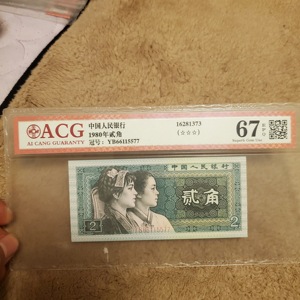 ACG
AI CANG GUARANTY
中国人民银行
1980年贰角
冠号: YB66115577
16281373
(☆☆☆)
67
EPQ
Superb Gem Unc
中国人民银行
贰角
2
2